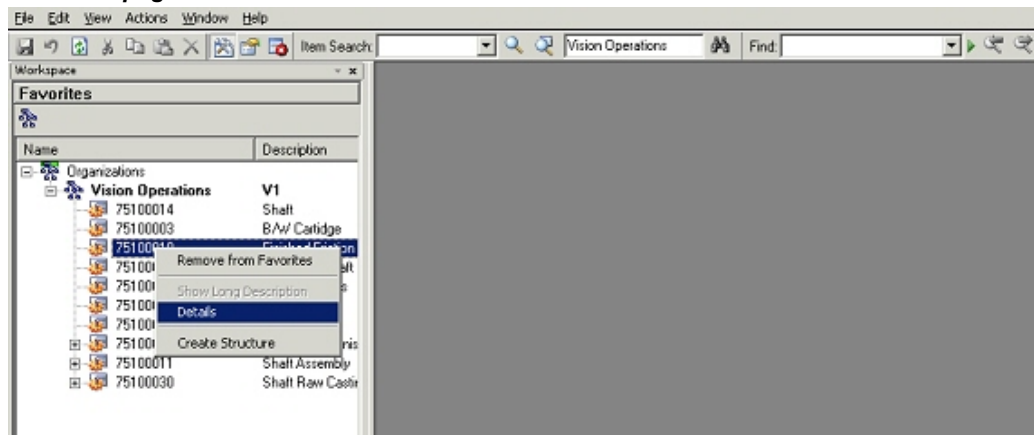 File Edit View Actions Window Help
Item Search: Vision Operations Find:
Workspace
Favorites
Name Description
Organizations
Vision Operations V1
75100014 Shaft
75100003 B/W Cartidge
Remove from Favorites
Show Long Description
Details
Create Structure
75100011 Shaft Assembly
75100030 Shaft Raw Castin